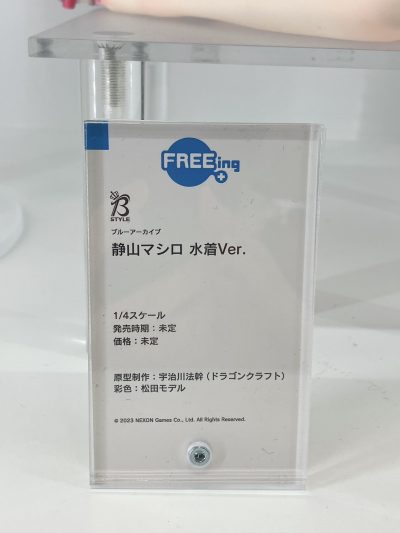 FREEing
B
STYLE
ブルーアーカイブ
静山マシロ 水着Ver.
1/4スケール
発売時期：未定
価格：未定
原型制作：宇治川法幹（ドラゴンクラフト）
彩色：松田モデル
© 2023 NEXON Games Co., Ltd. All Rights Reserved.